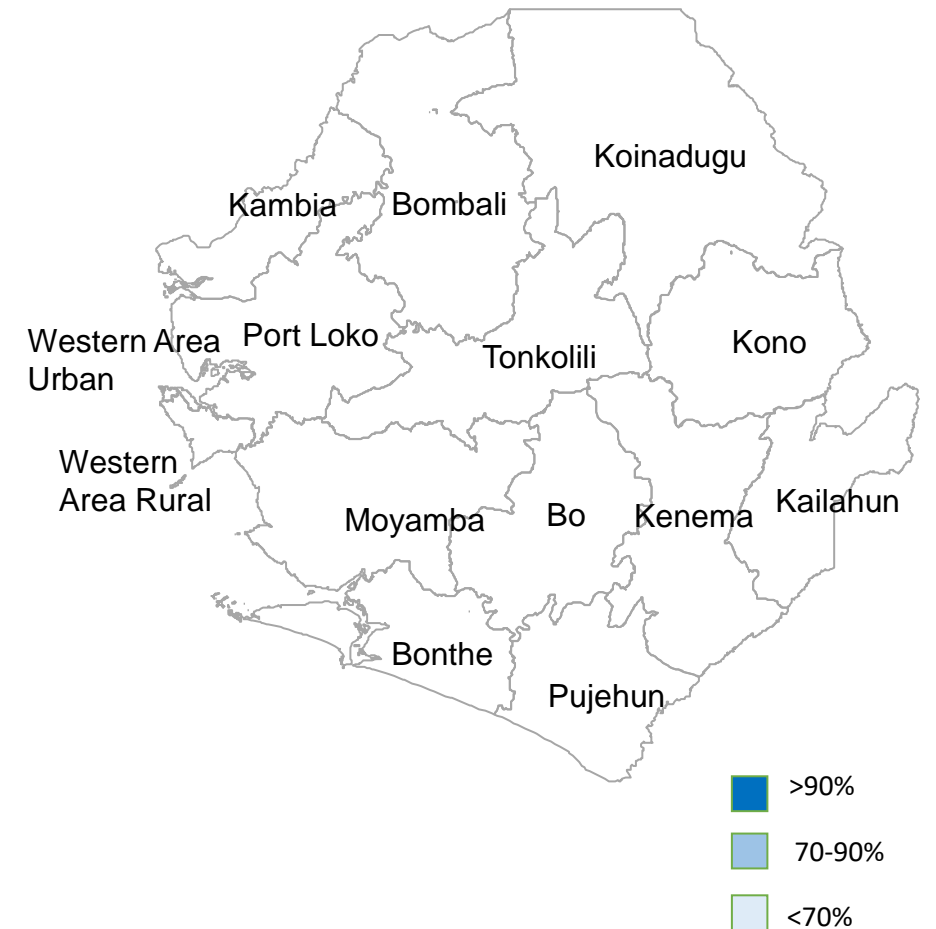 Koinadugu
Kambia
Bombali
Western Area
Urban
Port Loko
Tonkolili
Kono
Western
Area Rural
Moyamba
Bo
Kenema
Kailahun
Bonthe
Pujehun
>90%
70-90%
<70%